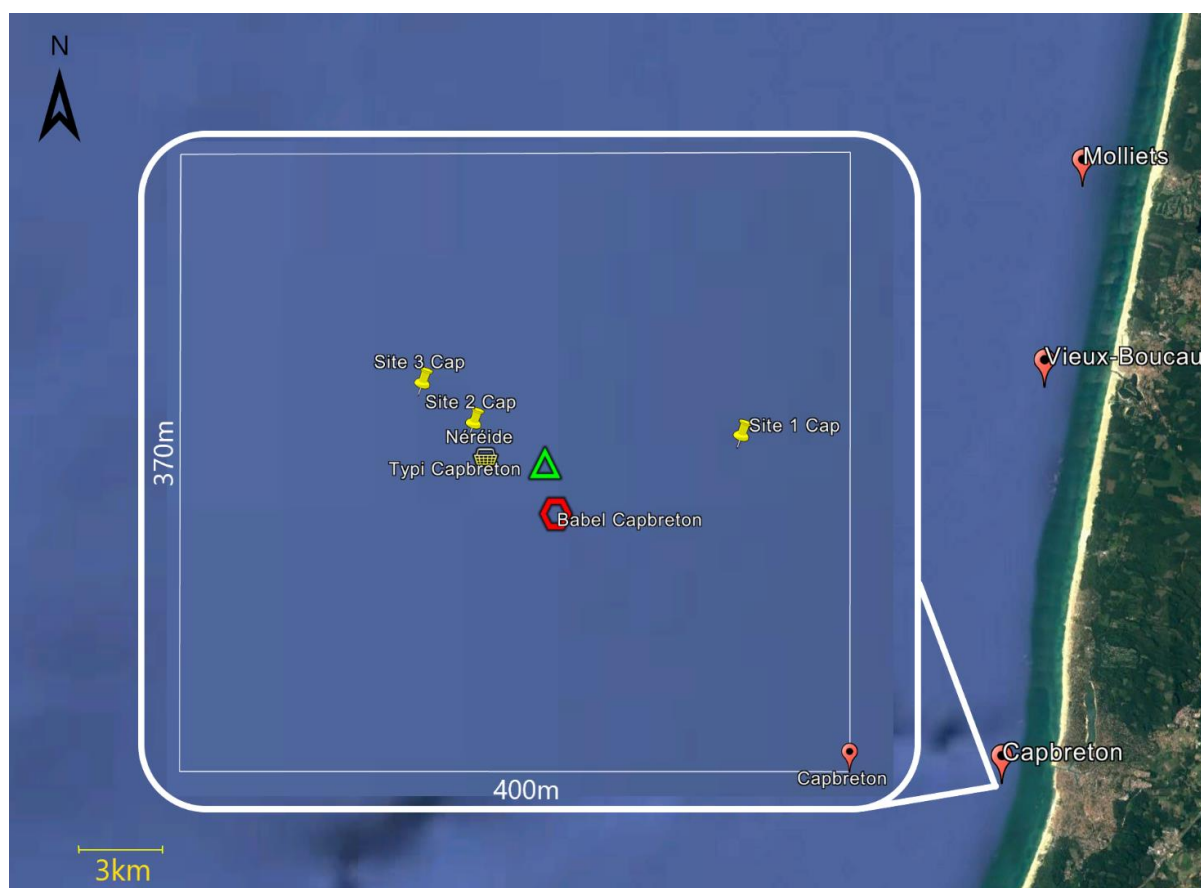 N
Molliets
Vieux-Boucau
Site 3 Cap
Site 2 Cap
Site 1 Cap
Néréide
Typi Capbreton
Babel Capbreton
370m
400m
Capbreton
Capbreton
3km